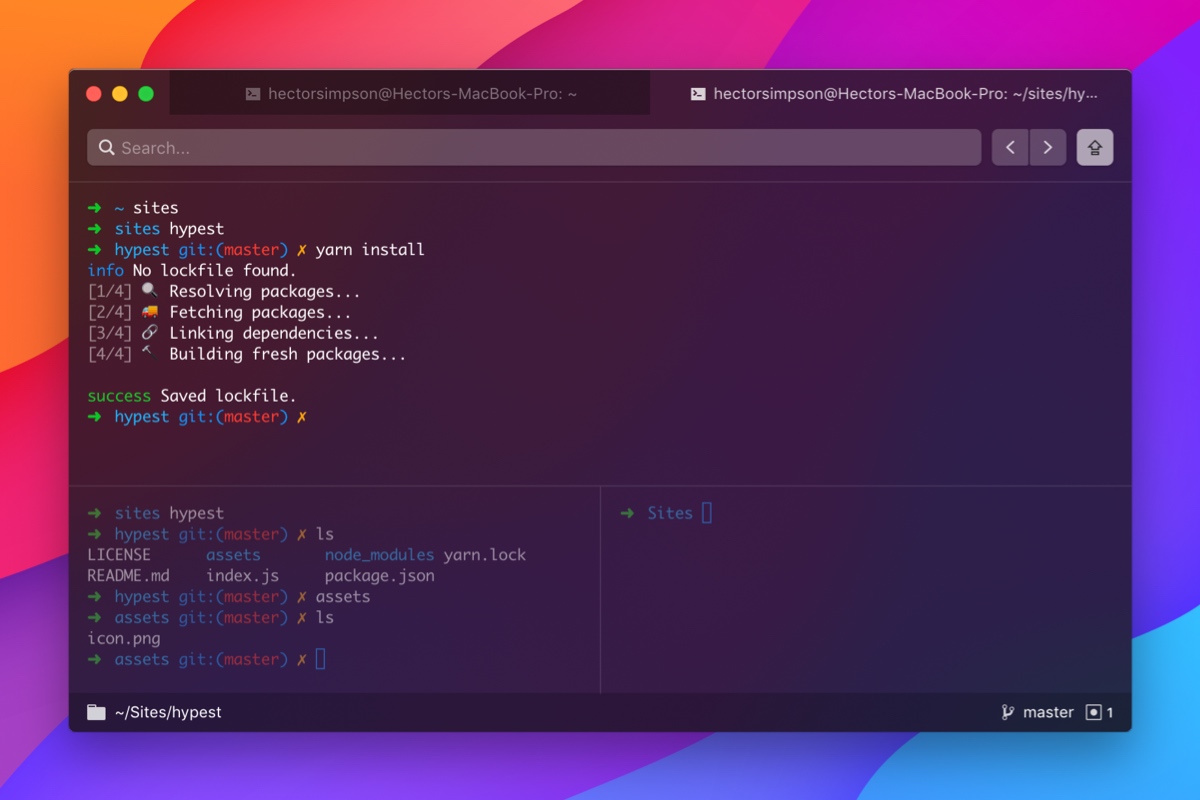 hectorsimpson@Hectors-MacBook-Pro: ~
hectorsimpson@Hectors-MacBook-Pro: ~/sites/hy...
Search...
➜ ~ sites
➜ sites hypest
➜ hypest git:(master) ✗ yarn install
info No lockfile found.
[1/4] 🔍 Resolving packages...
[2/4] 🚚 Fetching packages...
[3/4] 🔗 Linking dependencies...
[4/4] 🔨 Building fresh packages...
success Saved lockfile.
➜ hypest git:(master) ✗
➜ sites hypest
➜ hypest git:(master) ✗ ls
LICENSE assets node_modules yarn.lock
README.md index.js package.json
➜ hypest git:(master) ✗ assets
➜ assets git:(master) ✗ ls
icon.png
➜ assets git:(master) ✗
➜ Sites
~/Sites/hypest
master 1